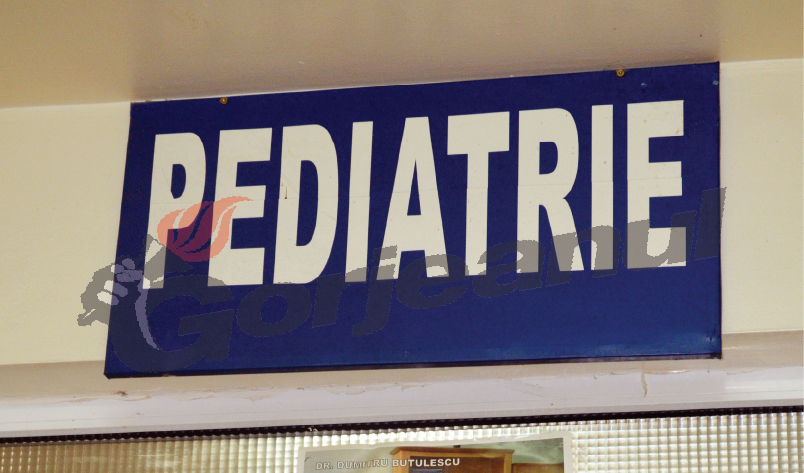 PEDIATRIE
Gorjeanul
DR. DUMITRU BUTULESCU